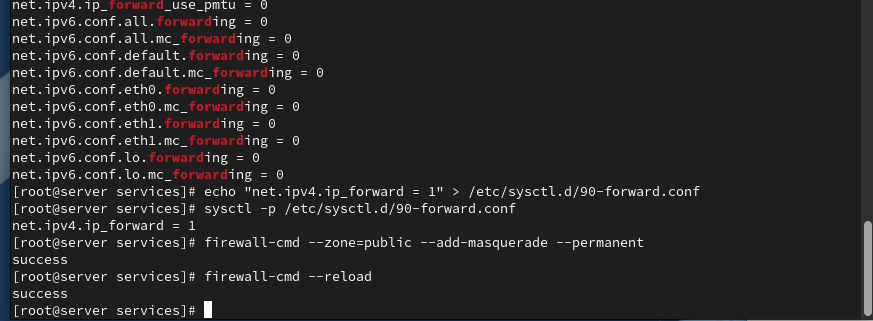 net.ipv4.ip_forward_use_pmtu = 0
net.ipv6.conf.all.forwarding = 0
net.ipv6.conf.all.mc_forwarding = 0
net.ipv6.conf.default.forwarding = 0
net.ipv6.conf.default.mc_forwarding = 0
net.ipv6.conf.eth0.forwarding = 0
net.ipv6.conf.eth0.mc_forwarding = 0
net.ipv6.conf.eth1.forwarding = 0
net.ipv6.conf.eth1.mc_forwarding = 0
net.ipv6.conf.lo.forwarding = 0
net.ipv6.conf.lo.mc_forwarding = 0
[root@server services]# echo "net.ipv4.ip_forward = 1" > /etc/sysctl.d/90-forward.conf
[root@server services]# sysctl -p /etc/sysctl.d/90-forward.conf
net.ipv4.ip_forward = 1
[root@server services]# firewall-cmd --zone=public --add-masquerade --permanent
success
[root@server services]# firewall-cmd --reload
success
[root@server services]#